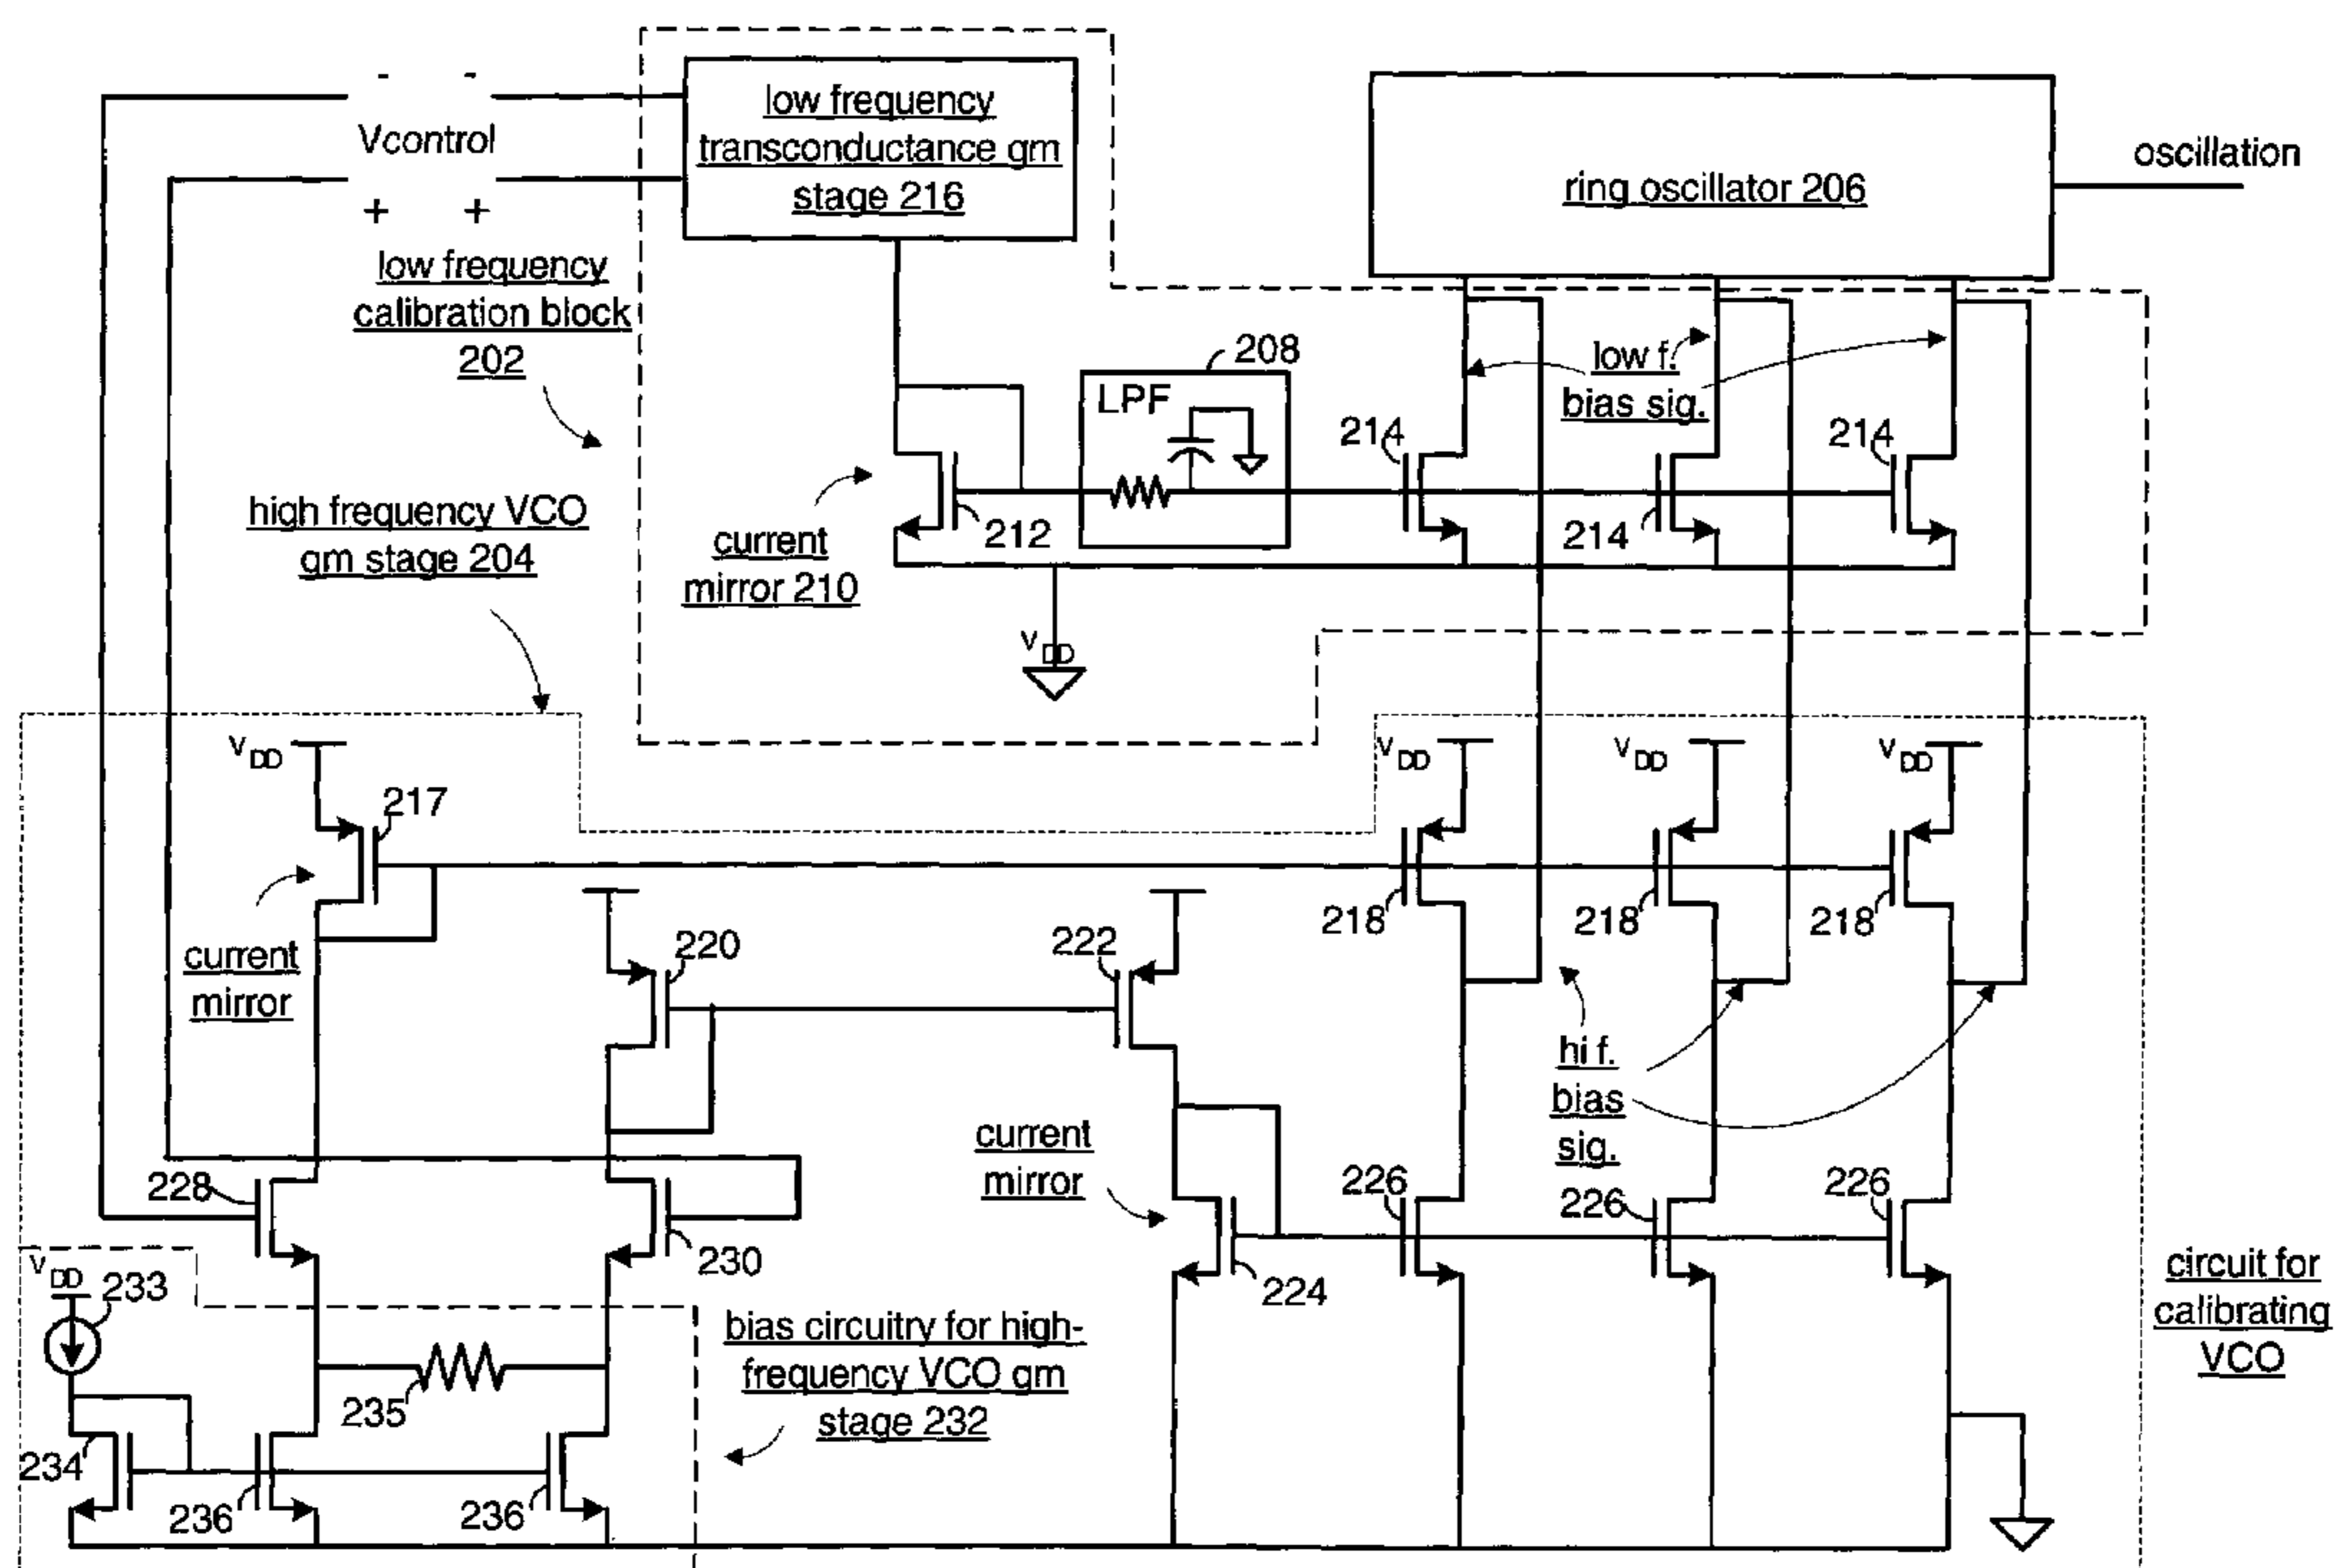 - -
Vcontrol
+ +
low frequency
transconductance gm
stage 216
ring oscillator 206
oscillation
low frequency
calibration block
202
208
LPF
low f.
bias sig.
214
214
214
212
current
mirror 210
VDD
high frequency VCO
gm stage 204
VDD
217
current
mirror
VDD
VDD
VDD
218
218
218
220
222
hi f.
bias
sig.
current
mirror
228
230
224
226
226
226
circuit for
calibrating
VCO
VDD
233
bias circuitry for high-
frequency VCO gm
stage 232
235
234
236
236